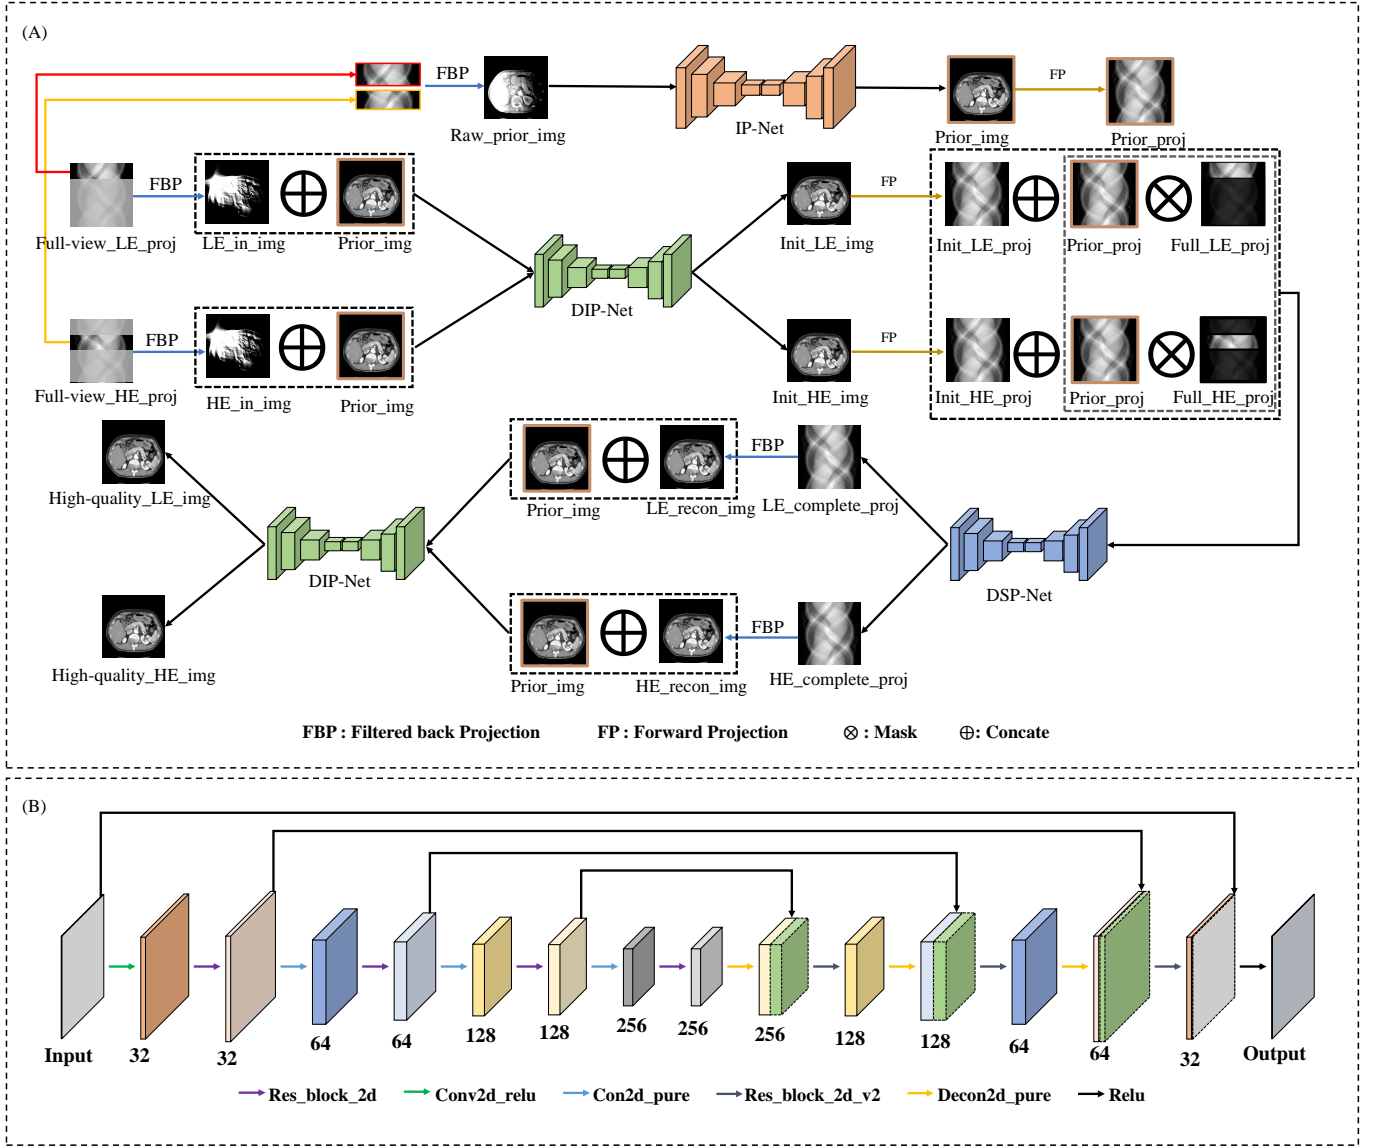 (A)
FBP
FP
Raw_prior_img
IP-Net
Prior_img
Prior_proj
FBP
FP
Full-view_LE_proj
LE_in_img
Prior_img
Init_LE_img
Init_LE_proj
Prior_proj
Full_LE_proj
DIP-Net
FBP
FP
Full-view_HE_proj
HE_in_img
Prior_img
Init_HE_img
Init_HE_proj
Prior_proj
Full_HE_proj
FBP
High-quality_LE_img
Prior_img
LE_recon_img
LE_complete_proj
DIP-Net
DSP-Net
FBP
High-quality_HE_img
Prior_img
HE_recon_img
HE_complete_proj
FBP : Filtered back Projection
FP : Forward Projection
⊗ : Mask
⊕: Concate
(B)
Input
32
32
64
64
128
128
256
256
256
128
128
64
64
32
Output
Res_block_2d
Conv2d_relu
Con2d_pure
Res_block_2d_v2
Decon2d_pure
Relu